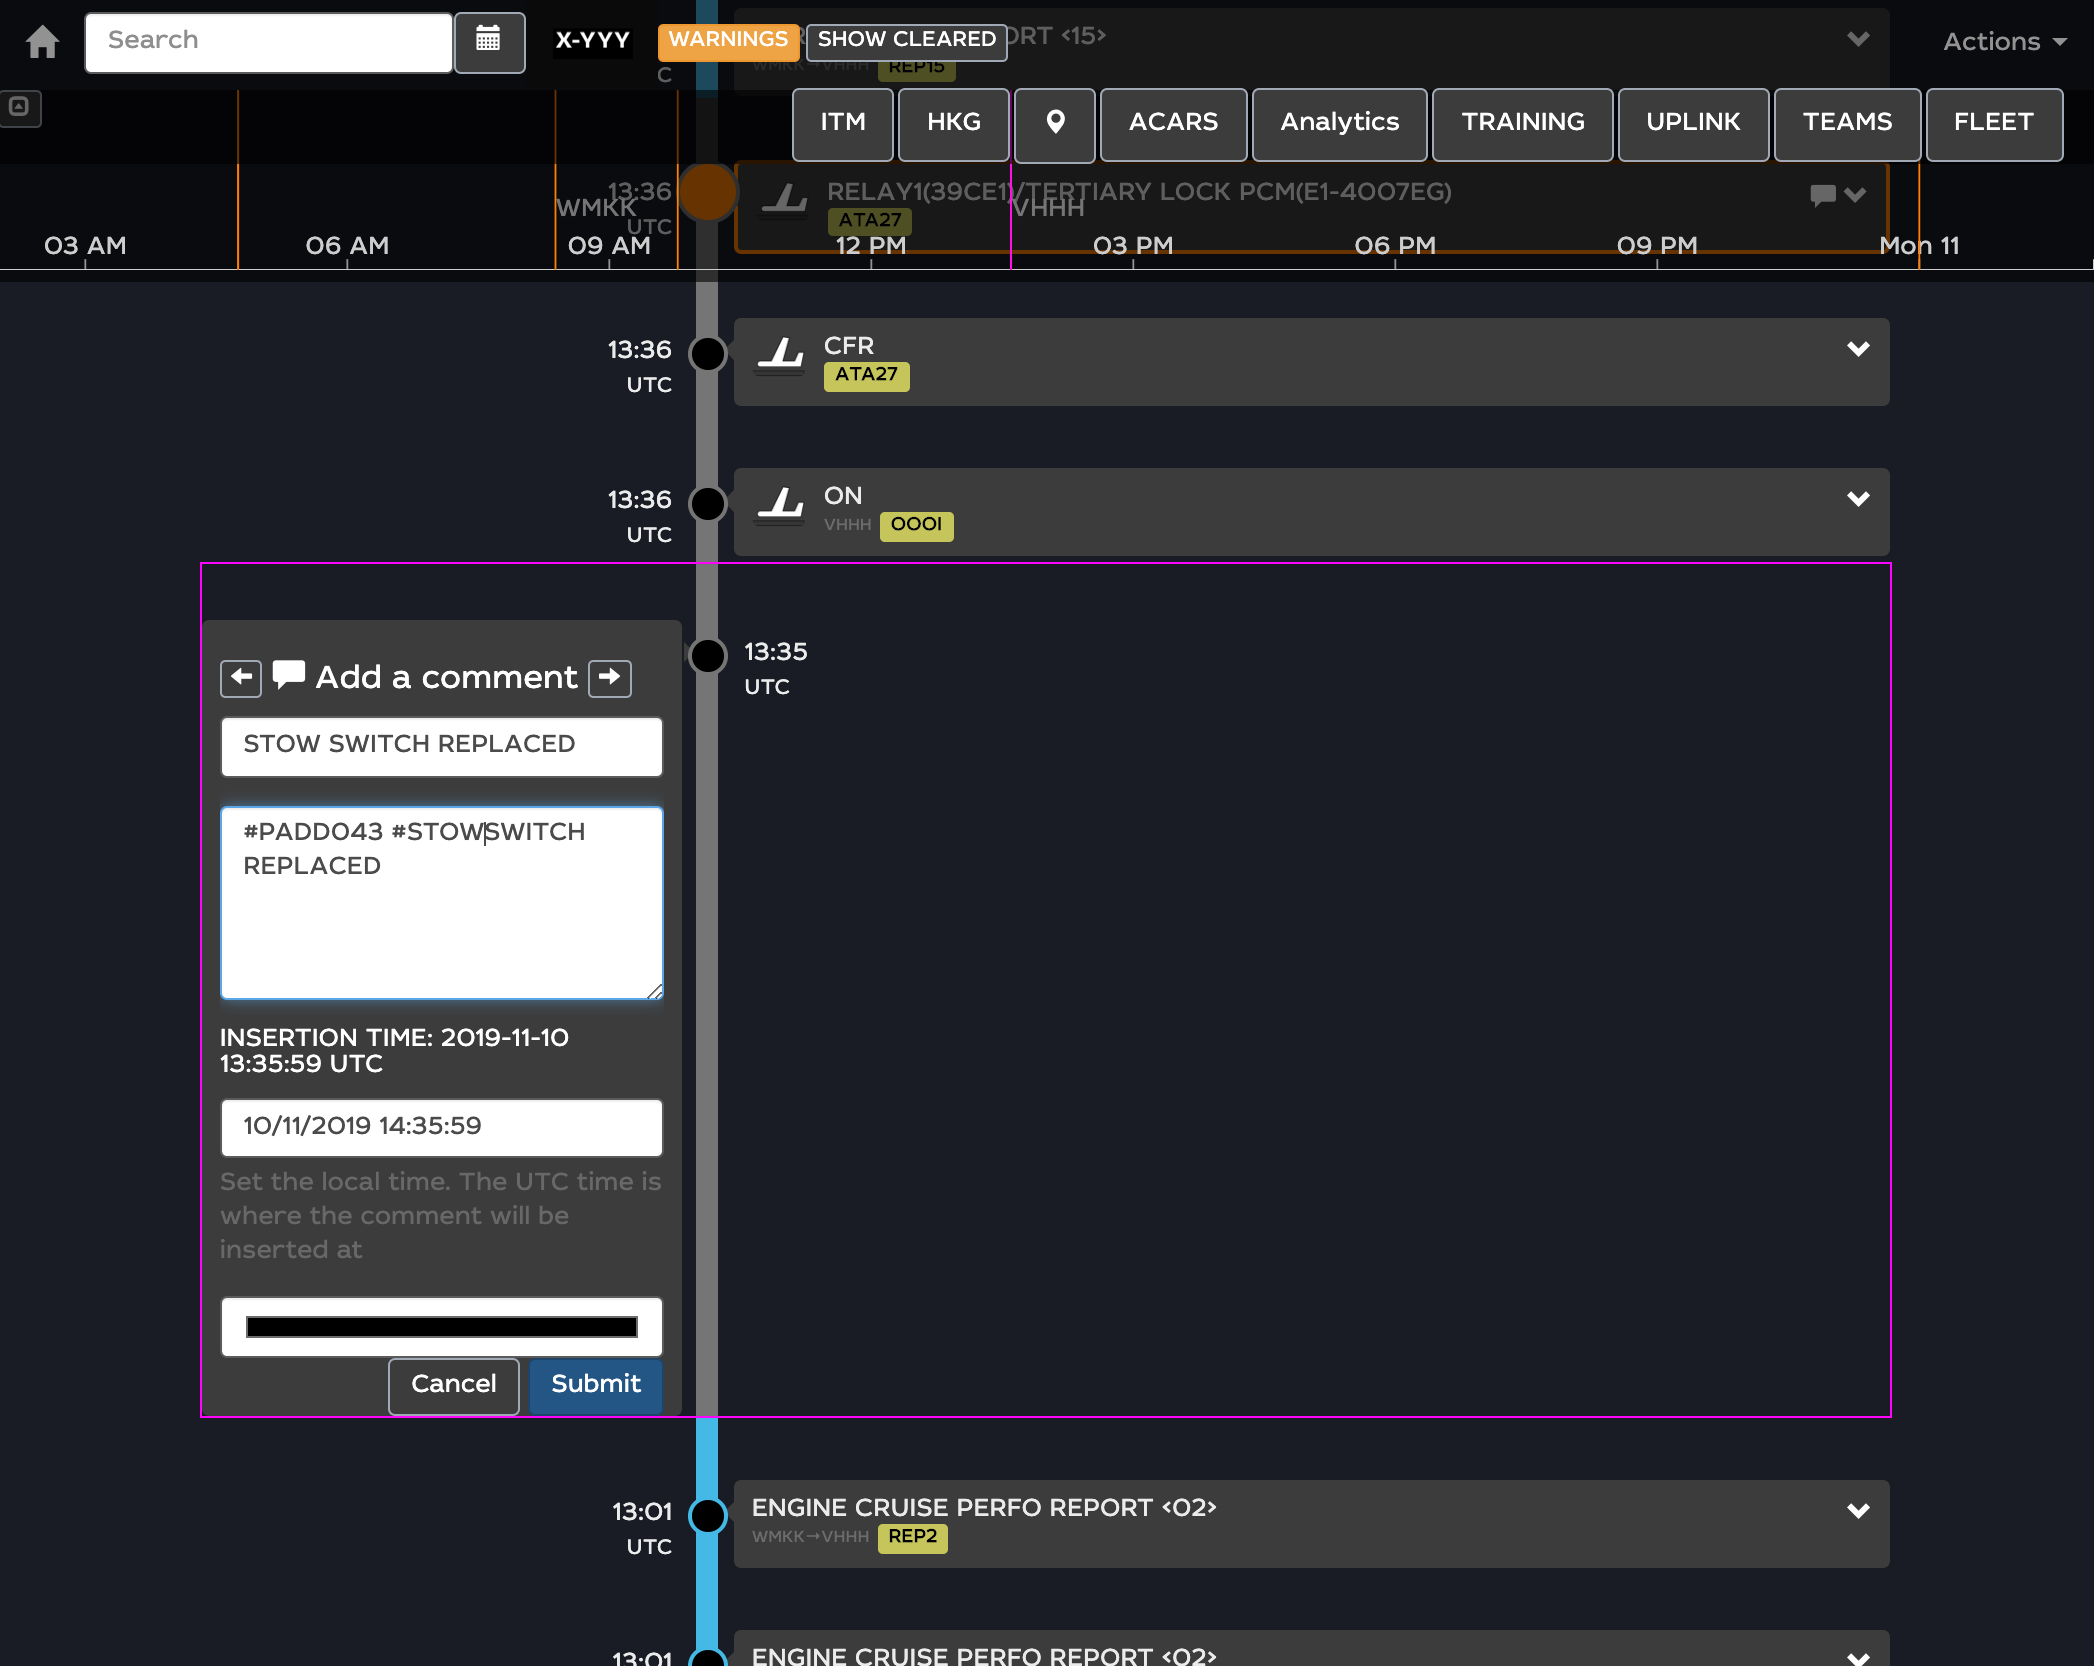 Search
X-YYY
WARNINGS
SHOW CLEARED
ORT <15>
Actions
C
WMKK→VHHH
REP15
ITM
HKG
ACARS
Analytics
TRAINING
UPLINK
TEAMS
FLEET
13:36
UTC
RELAY1(39CE1)/TERTIARY LOCK PCM(E1-4007EG)
ATA27
WMKK
VHHH
03 AM
06 AM
09 AM
12 PM
03 PM
06 PM
09 PM
Mon 11
13:36
UTC
CFR
ATA27
13:36
UTC
ON
VHHH
OOOI
13:35
UTC
Add a comment
STOW SWITCH REPLACED
#PADD043 #STOWSWITCH
REPLACED
INSERTION TIME: 2019-11-10
13:35:59 UTC
10/11/2019 14:35:59
Set the local time. The UTC time is
where the comment will be
inserted at
Cancel
Submit
13:01
UTC
ENGINE CRUISE PERFO REPORT <02>
WMKK→VHHH
REP2
13:01
ENGINE CRUISE PERFO REPORT <02>